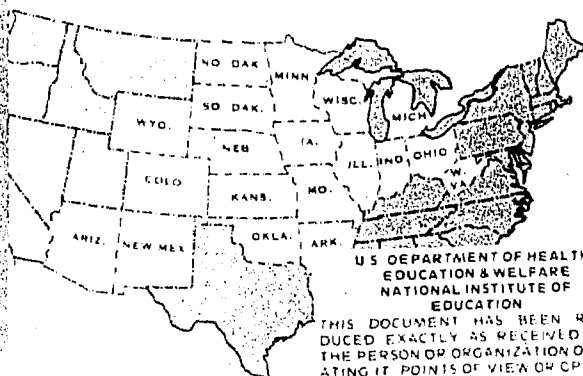 NO DAK
MINN
SO DAK.
WISC.
MICH
WYO.
NEB
IA.
ILL.
IND
OHIO
W.
VA
COLO
KANS.
MO.
ARIZ.
NEW MEX
OKLA.
ARK.
U S DEPARTMENT OF HEALTH
EDUCATION & WELFARE
NATIONAL INSTITUTE OF
EDUCATION
THIS DOCUMENT HAS BEEN R
DUCED EXACTLY AS RECEIVED
THE PERSON OR ORGANIZATION O
ATING IT POINTS OF VIEW OR OP